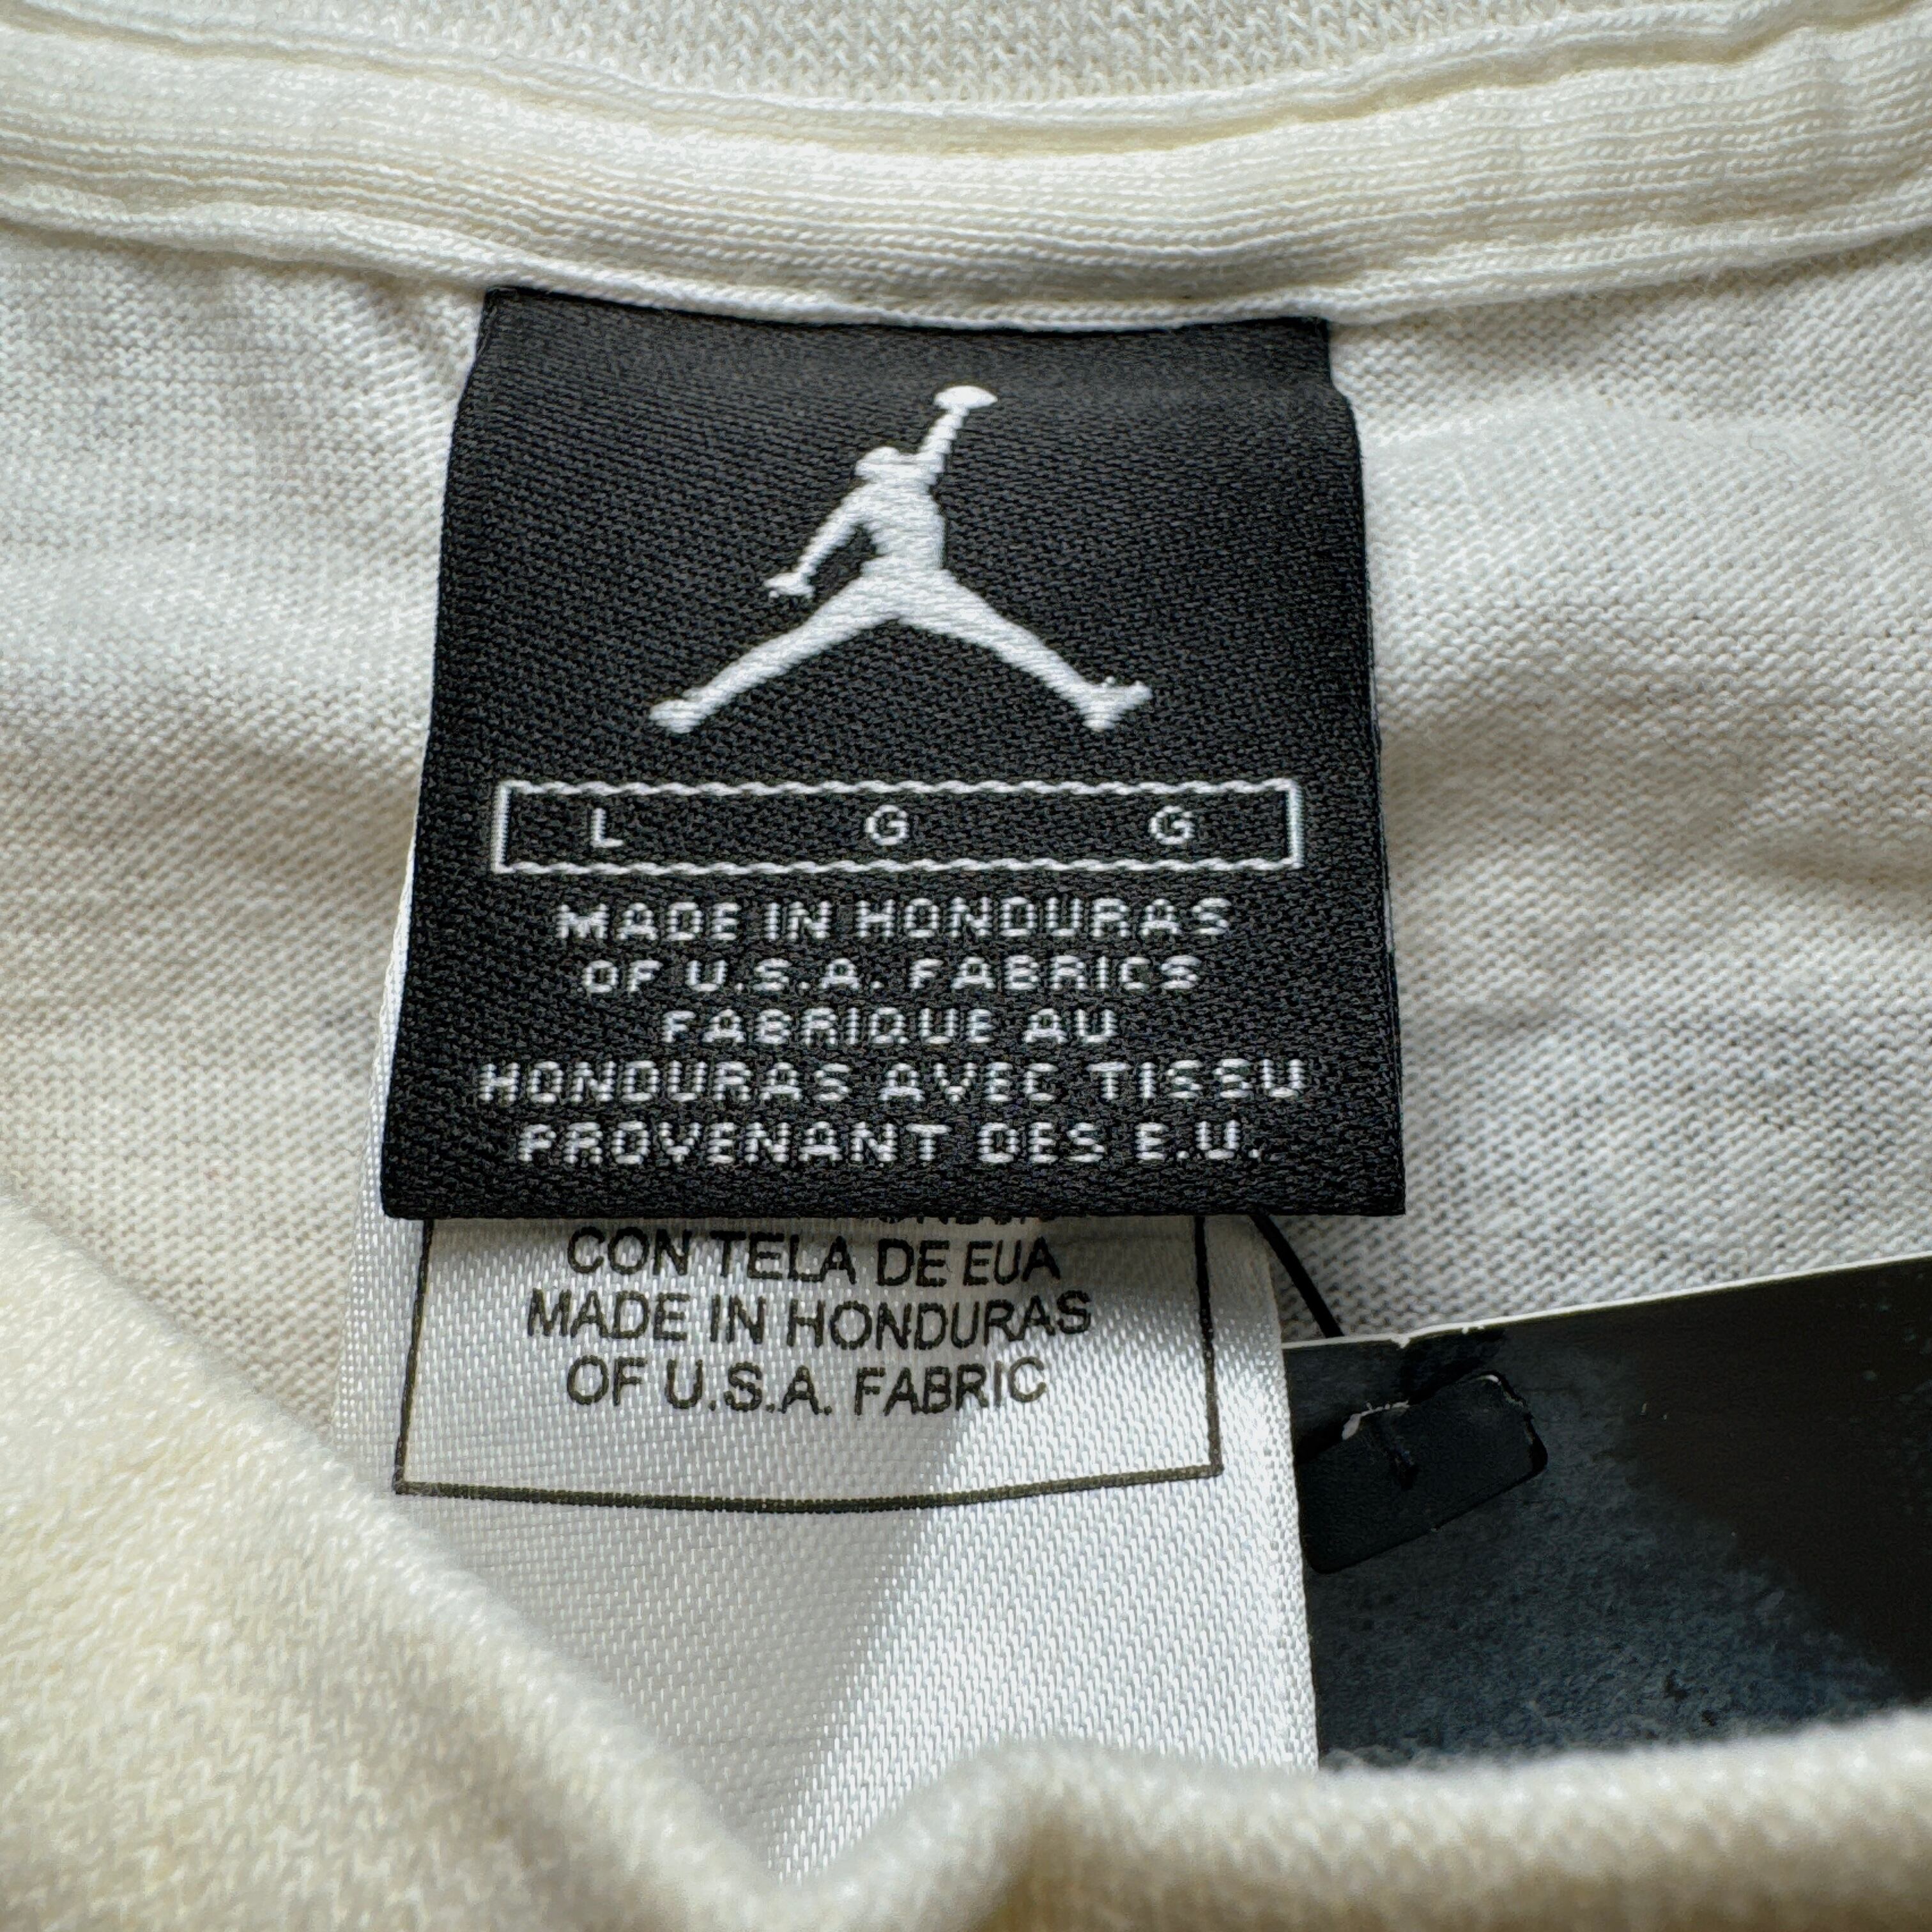 L G G
MADE IN HONDURAS
OF U.S.A. FABRICS
FABRIQUE AU
HONDURAS AVEC TISSU
PROVENANT DES E.U.
CON TELA DE EUA
MADE IN HONDURAS
OF U.S.A. FABRIC